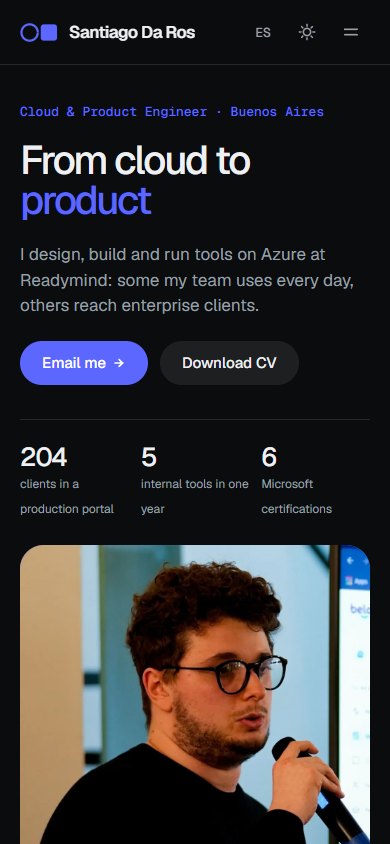 Santiago Da Ros
ES
Cloud & Product Engineer · Buenos Aires
From cloud to
product
I design, build and run tools on Azure at
Readymind: some my team uses every day,
others reach enterprise clients.
Email me →
Download CV
204
clients in a
production portal
5
internal tools in one
year
6
Microsoft
certifications
Apps